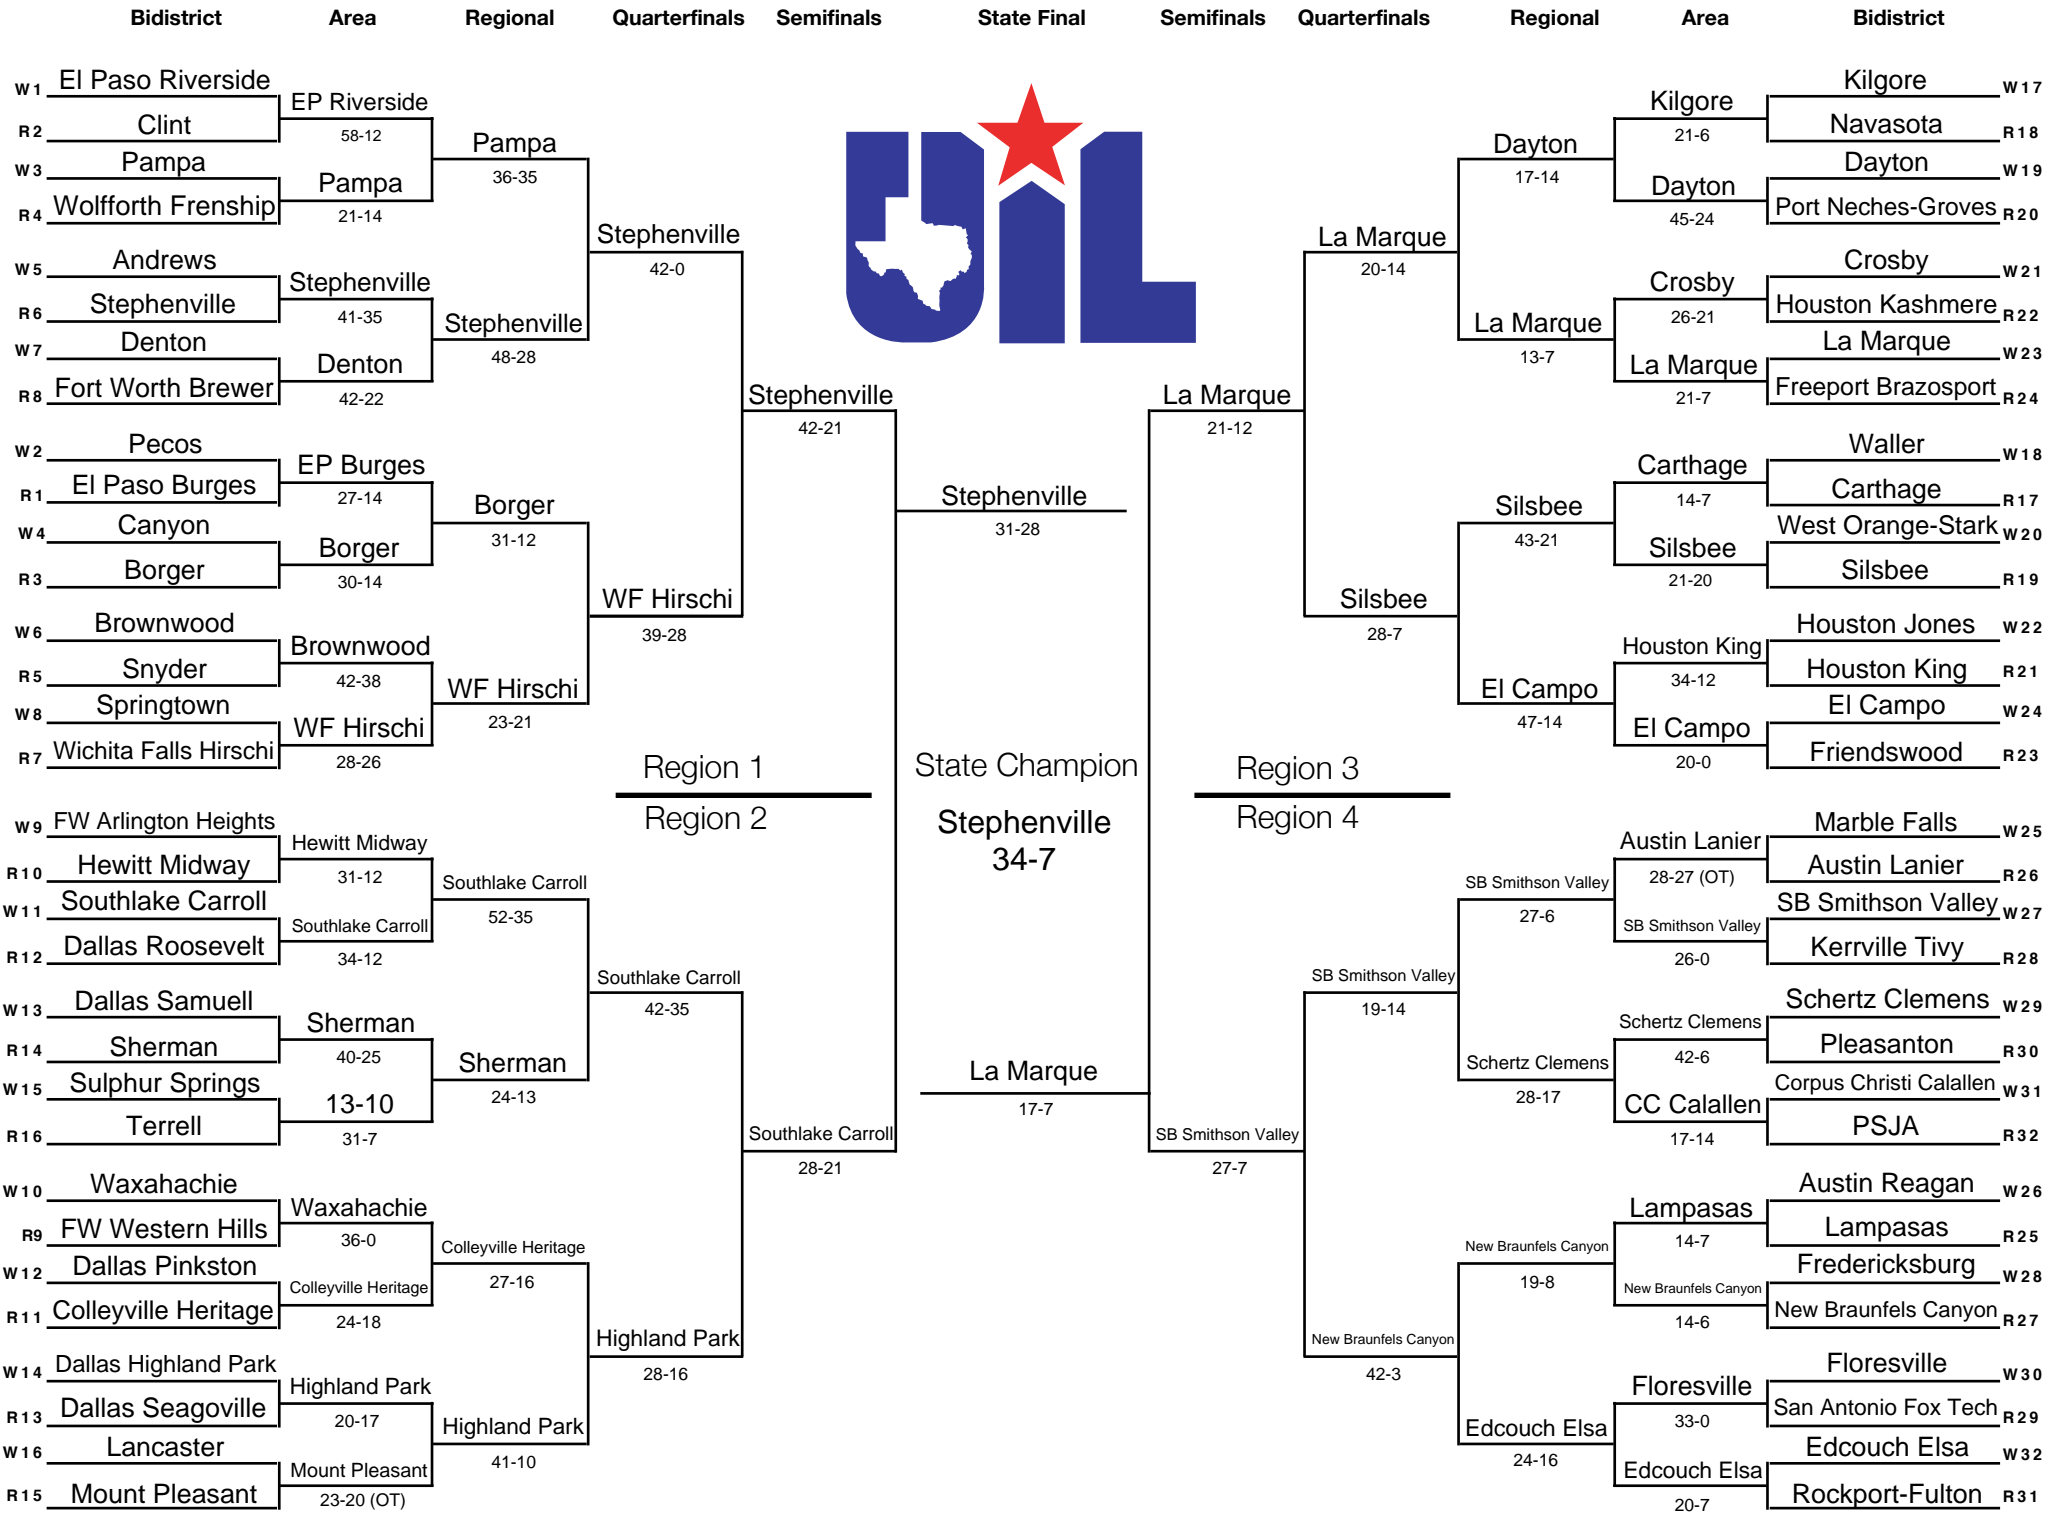 Bidistrict Area Regional Quarterfinals Semifinals State Final Semifinals Quarterfinals Regional Area Bidistrict
W1 El Paso Riverside
EP Riverside
58-12
R2 Clint
Pampa
36-35
W3 Pampa
Pampa
21-14
R4 Wolfforth Frenship
Stephenville
42-0
W5 Andrews
Stephenville
41-35
R6 Stephenville
Stephenville
48-28
W7 Denton
Denton
42-22
R8 Fort Worth Brewer
Stephenville
42-21
W2 Pecos
EP Burges
27-14
R1 El Paso Burges
Borger
31-12
W4 Canyon
Borger
30-14
R3 Borger
WF Hirschi
39-28
W6 Brownwood
Brownwood
42-38
R5 Snyder
WF Hirschi
23-21
W8 Springtown
WF Hirschi
28-26
R7 Wichita Falls Hirschi
Region 1
Region 2
W9 FW Arlington Heights
Hewitt Midway
31-12
R10 Hewitt Midway
Southlake Carroll
52-35
W11 Southlake Carroll
Southlake Carroll
34-12
R12 Dallas Roosevelt
Southlake Carroll
42-35
W13 Dallas Samuell
Sherman
40-25
R14 Sherman
Sherman
24-13
W15 Sulphur Springs
13-10
31-7
R16 Terrell
Southlake Carroll
28-21
W10 Waxahachie
Waxahachie
36-0
R9 FW Western Hills
Colleyville Heritage
27-16
W12 Dallas Pinkston
Colleyville Heritage
24-18
R11 Colleyville Heritage
Highland Park
28-16
W14 Dallas Highland Park
Highland Park
20-17
R13 Dallas Seagoville
Highland Park
41-10
W16 Lancaster
Mount Pleasant
23-20 (OT)
R15 Mount Pleasant
UIL
Stephenville
31-28
State Champion
Stephenville
34-7
La Marque
17-7
Kilgore W17
Kilgore
21-6
Navasota R18
Dayton
17-14
Dayton W19
Dayton
45-24
Port Neches-Groves R20
La Marque
20-14
Crosby W21
Crosby
26-21
Houston Kashmere R22
La Marque
13-7
La Marque W23
La Marque
21-7
Freeport Brazosport R24
La Marque
21-12
Waller W18
Carthage
14-7
Carthage R17
Silsbee
43-21
West Orange-Stark W20
Silsbee
21-20
Silsbee R19
Silsbee
28-7
Houston Jones W22
Houston King
34-12
Houston King R21
El Campo
47-14
El Campo W24
El Campo
20-0
Friendswood R23
Region 3
Region 4
Marble Falls W25
Austin Lanier
28-27 (OT)
Austin Lanier R26
SB Smithson Valley
27-6
SB Smithson Valley W27
SB Smithson Valley
26-0
Kerrville Tivy R28
SB Smithson Valley
19-14
Schertz Clemens W29
Schertz Clemens
42-6
Pleasanton R30
Schertz Clemens
28-17
Corpus Christi Calallen W31
CC Calallen
17-14
PSJA R32
SB Smithson Valley
27-7
Austin Reagan W26
Lampasas
14-7
Lampasas R25
New Braunfels Canyon
19-8
Fredericksburg W28
New Braunfels Canyon
14-6
New Braunfels Canyon R27
New Braunfels Canyon
42-3
Floresville W30
Floresville
33-0
San Antonio Fox Tech R29
Edcouch Elsa
24-16
Edcouch Elsa W32
Edcouch Elsa
20-7
Rockport-Fulton R31